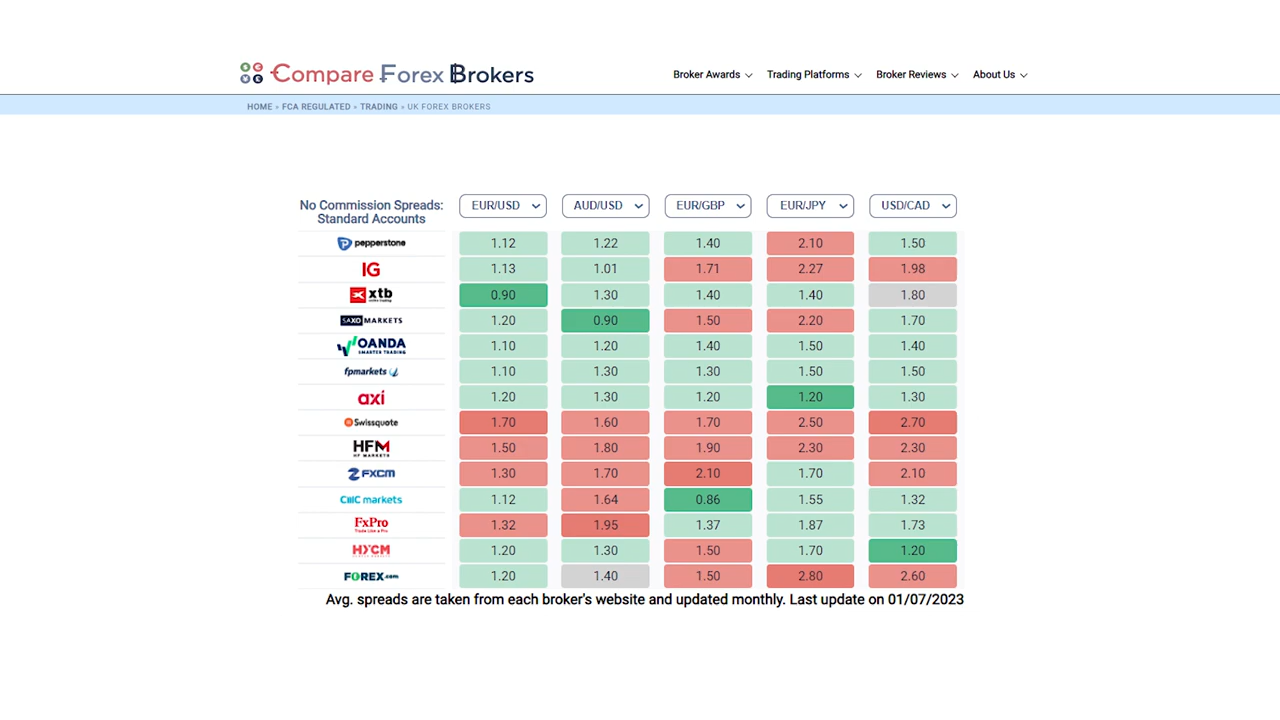 Compare Forex Brokers
Broker Awards Trading Platforms Broker Reviews About Us
HOME » FCA REGULATED » TRADING » UK FOREX BROKERS
No Commission Spreads: Standard Accounts EUR/USD AUD/USD EUR/GBP EUR/JPY USD/CAD
pepperstone 1.12 1.22 1.40 2.10 1.50
IG 1.13 1.01 1.71 2.27 1.98
xtb 0.90 1.30 1.40 1.40 1.80
SAXO MARKETS 1.20 0.90 1.50 2.20 1.70
OANDA SMARTER TRADING 1.10 1.20 1.40 1.50 1.40
fpmarkets 1.10 1.30 1.30 1.50 1.50
axi 1.20 1.30 1.20 1.20 1.30
Swissquote 1.70 1.60 1.70 2.50 2.70
HFM HF MARKETS 1.50 1.80 1.90 2.30 2.30
FXCM 1.30 1.70 2.10 1.70 2.10
CMC markets 1.12 1.64 0.86 1.55 1.32
FxPro Trade Like a Pro 1.32 1.95 1.37 1.87 1.73
HYCM 1.20 1.30 1.50 1.70 1.20
FOREX.com 1.20 1.40 1.50 2.80 2.60
Avg. spreads are taken from each broker's website and updated monthly. Last update on 01/07/2023